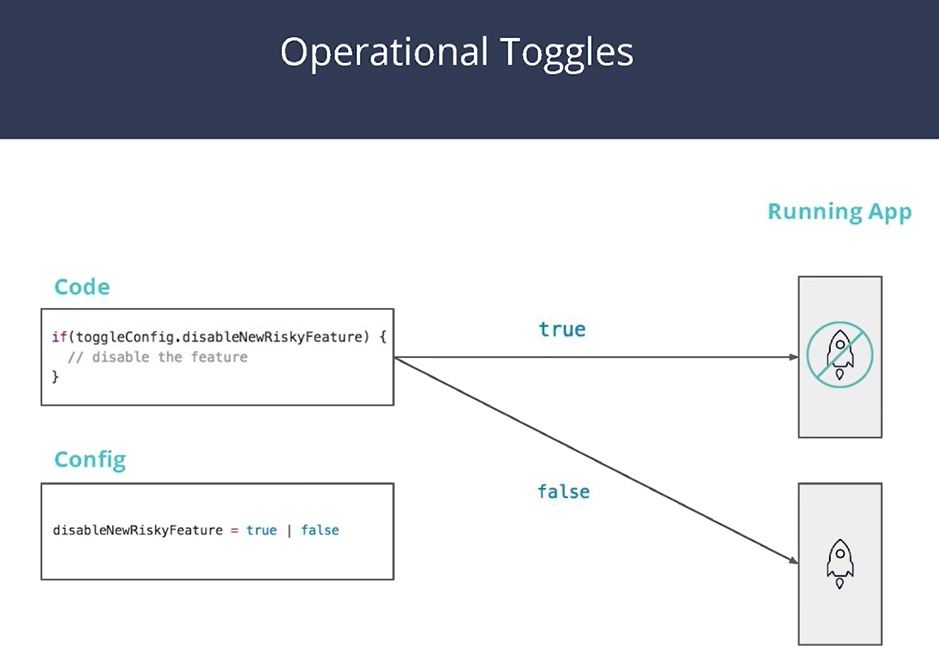 Operational Toggles
Running App
Code
if(toggleConfig.disableNewRiskyFeature) {
// disable the feature
}
true
Config
false
disableNewRiskyFeature = true | false